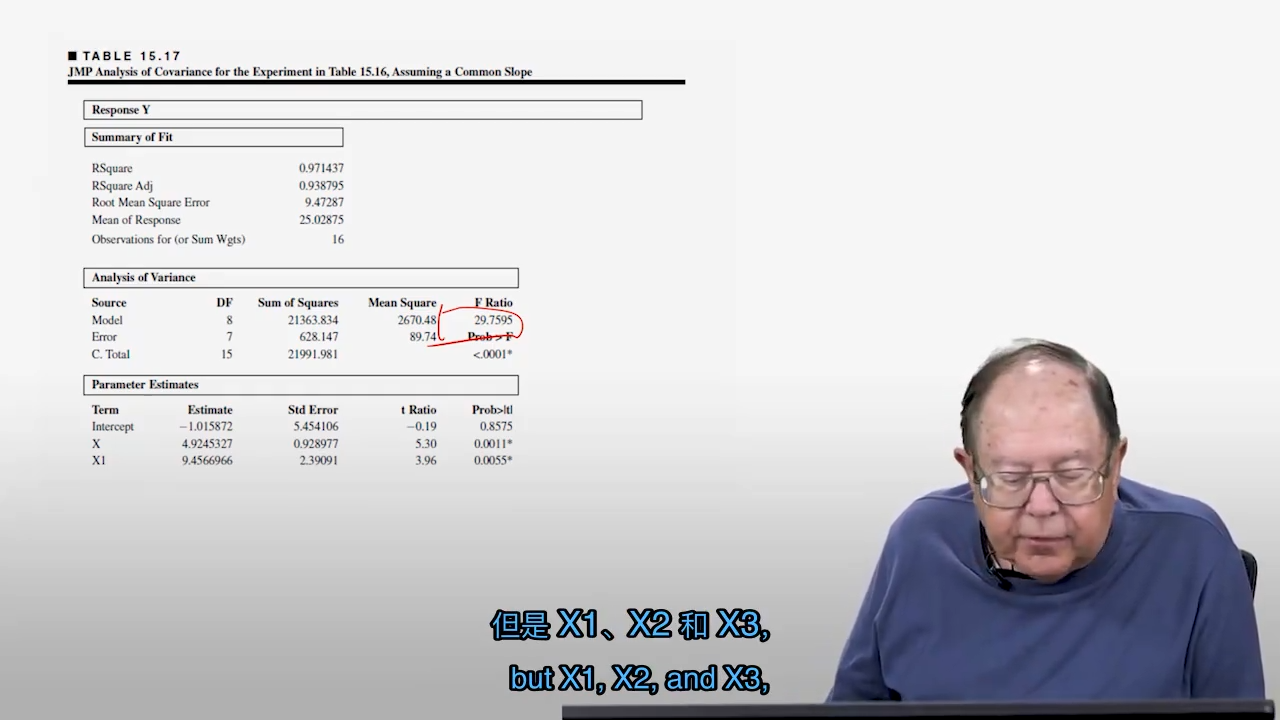 ■ TABLE 15.17
JMP Analysis of Covariance for the Experiment in Table 15.16, Assuming a Common Slope
Response Y
Summary of Fit
RSquare 0.971437
RSquare Adj 0.938795
Root Mean Square Error 9.47287
Mean of Response 25.02875
Observations for (or Sum Wgts) 16
Analysis of Variance
Source DF Sum of Squares Mean Square F Ratio
Model 8 21363.834 2670.48 29.7595
Error 7 628.147 89.74 Prob > F
C. Total 15 21991.981 <.0001*
Parameter Estimates
Term Estimate Std Error t Ratio Prob>|t|
Intercept −1.015872 5.454106 −0.19 0.8575
X 4.9245327 0.928977 5.30 0.0011*
X1 9.4566966 2.39091 3.96 0.0055*
但是 X1、X2 和 X3,
but X1, X2, and X3,